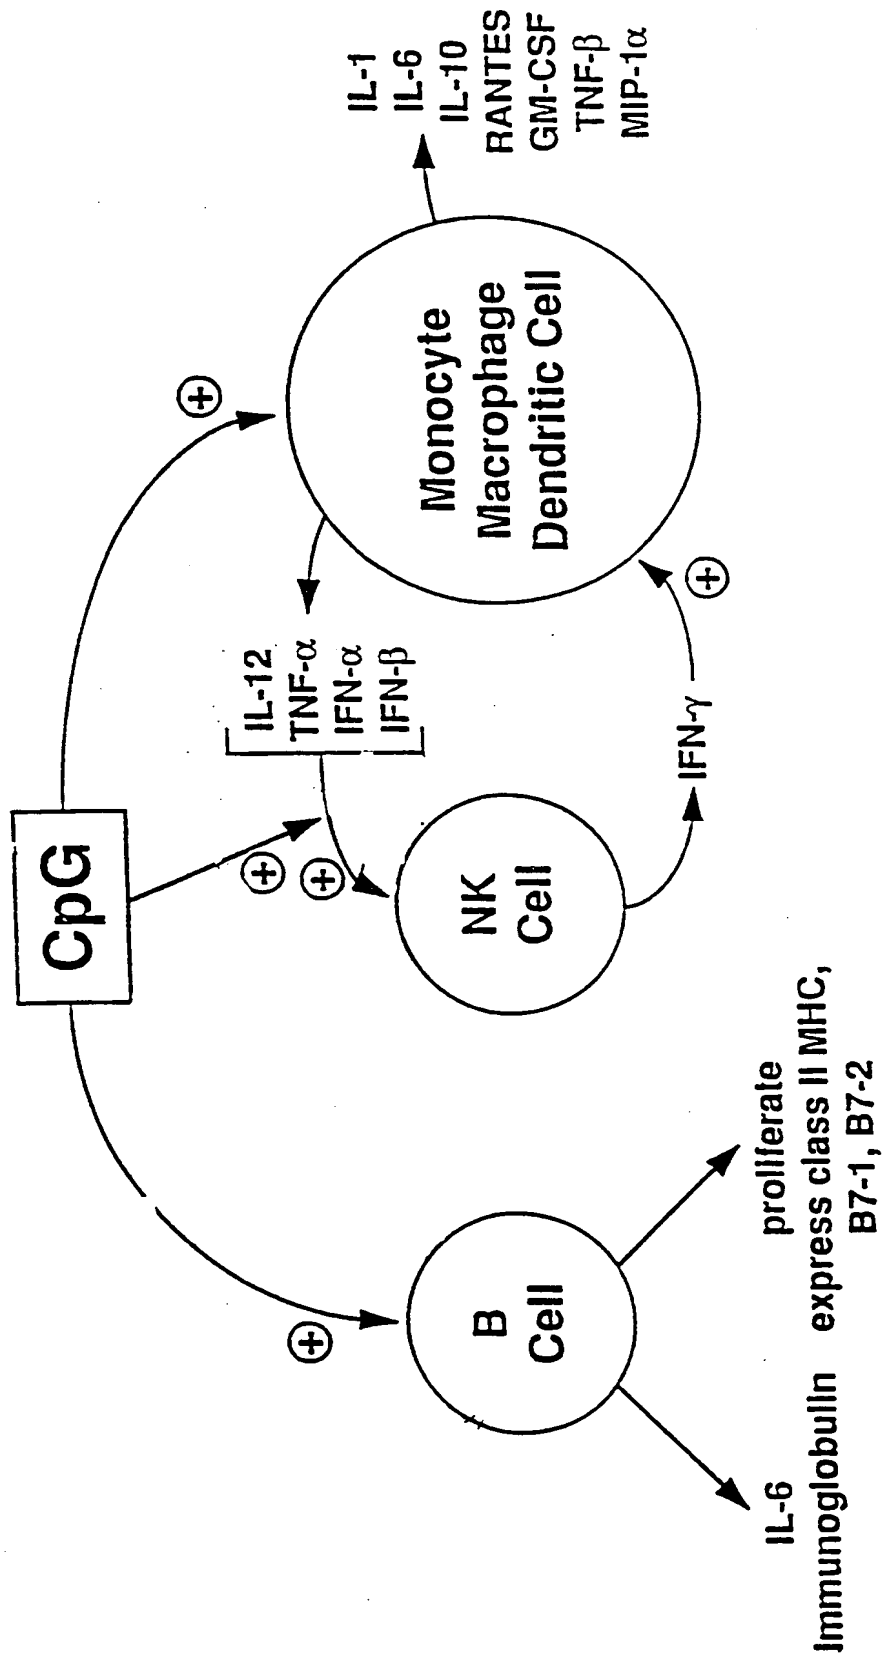 CpG
B
Cell
IL-6
Immunoglobulin
proliferate
express class II MHC,
B7-1, B7-2
NK
Cell
IL-12
TNF-α
IFN-α
IFN-β
IFN-γ
Monocyte
Macrophage
Dendritic Cell
IL-1
IL-6
IL-10
RANTES
GM-CSF
TNF-β
MIP-1α
+
+
+
+
+